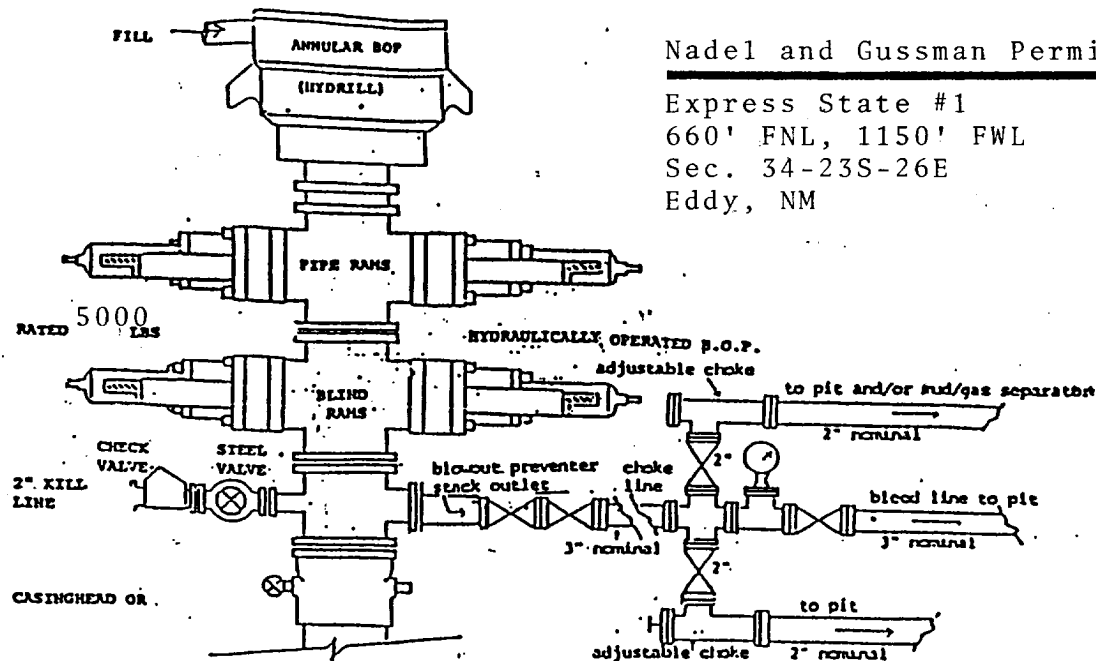 FILL
ANNULAR BOP
(HYDRILL)
Nadel and Gussman Permi
Express State #1
660' FNL, 1150' FWL
Sec. 34-23S-26E
Eddy, NM
PIPE RAMS
RATED 5000 LBS
HYDRAULICALLY OPERATED B.O.P.
adjustable choke
to pit and/or mud/gas separator
2" nominal
BLIND RAMS
CHECK VALVE
STEEL VALVE
2" KILL LINE
blowout preventer
stack outlet
choke line
2"
bleed line to pit
3" nominal
3" nominal
2"
CASINGHEAD OR
to pit
adjustable choke
2" nominal